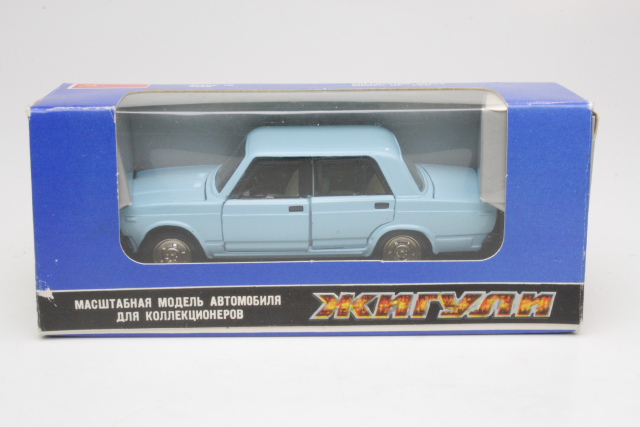 МАСШТАБНАЯ МОДЕЛЬ АВТОМОБИЛЯ
ДЛЯ КОЛЛЕКЦИОНЕРОВ
ЖИГУЛИ